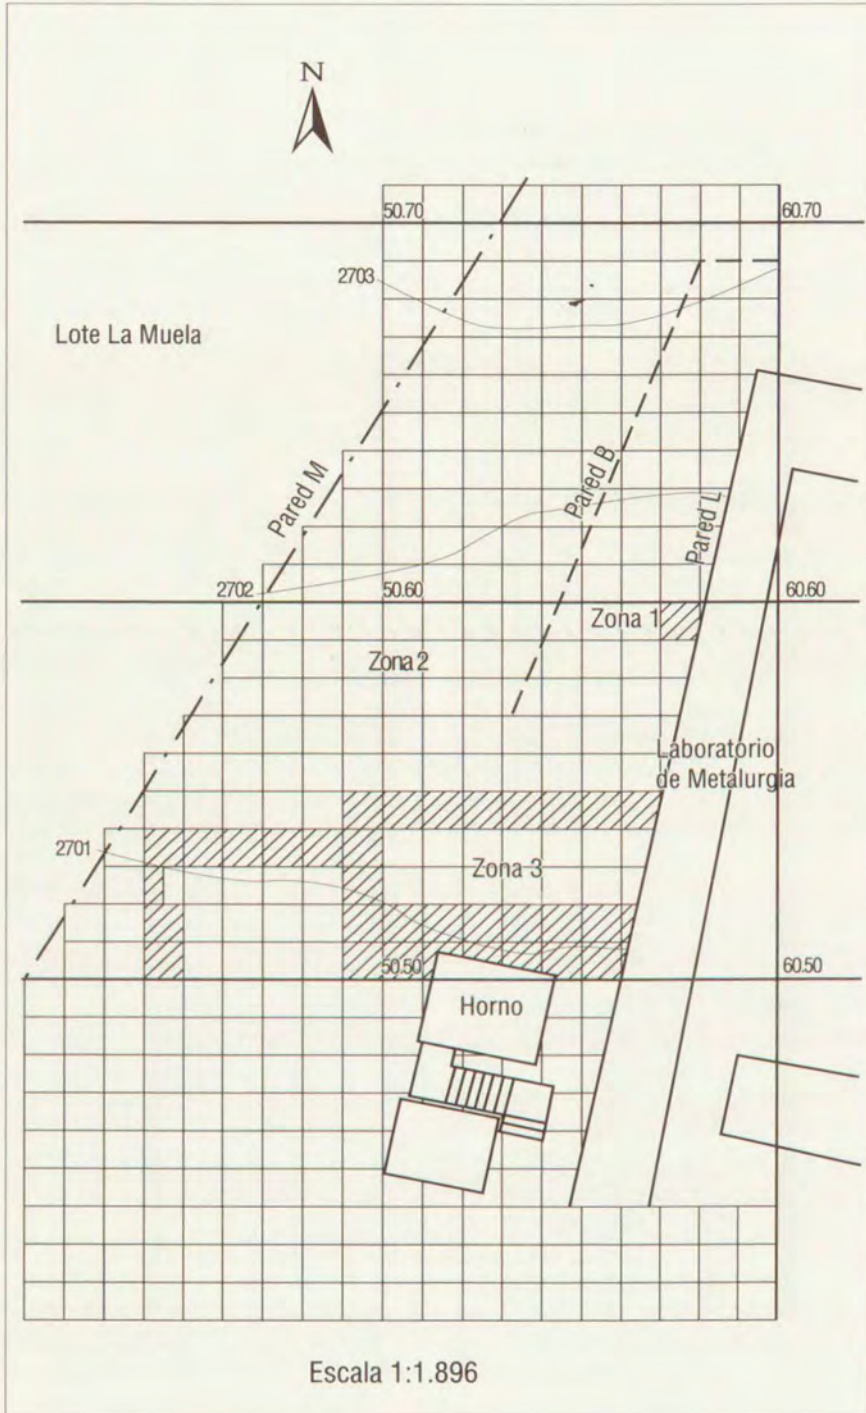 N
50.70
60.70
2703
Lote La Muela
Pared M
Pared B
Pared L
2702
50.60
60.60
Zona 1
Zona 2
Laboratorio
de Metalurgia
2701
Zona 3
50.50
60.50
Horno
Escala 1:1.896